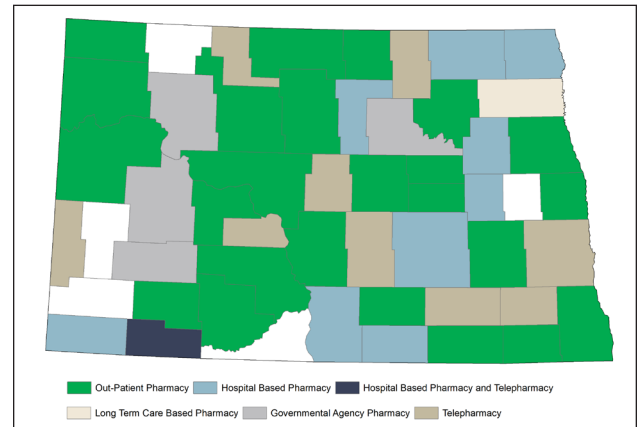 Out-Patient Pharmacy Hospital Based Pharmacy Hospital Based Pharmacy and Telepharmacy
Long Term Care Based Pharmacy Governmental Agency Pharmacy Telepharmacy